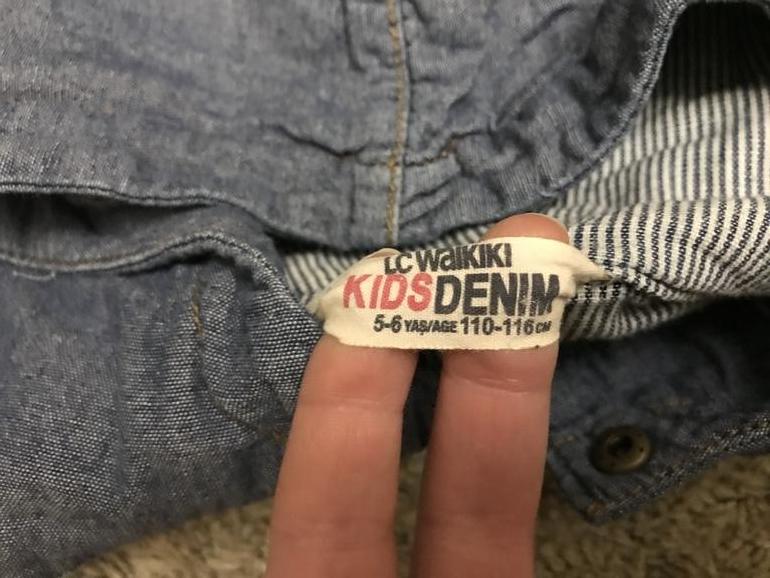 LC WaIKIKI
KIDSDENIM
5-6 YAŞ/AGE 110-116 CM